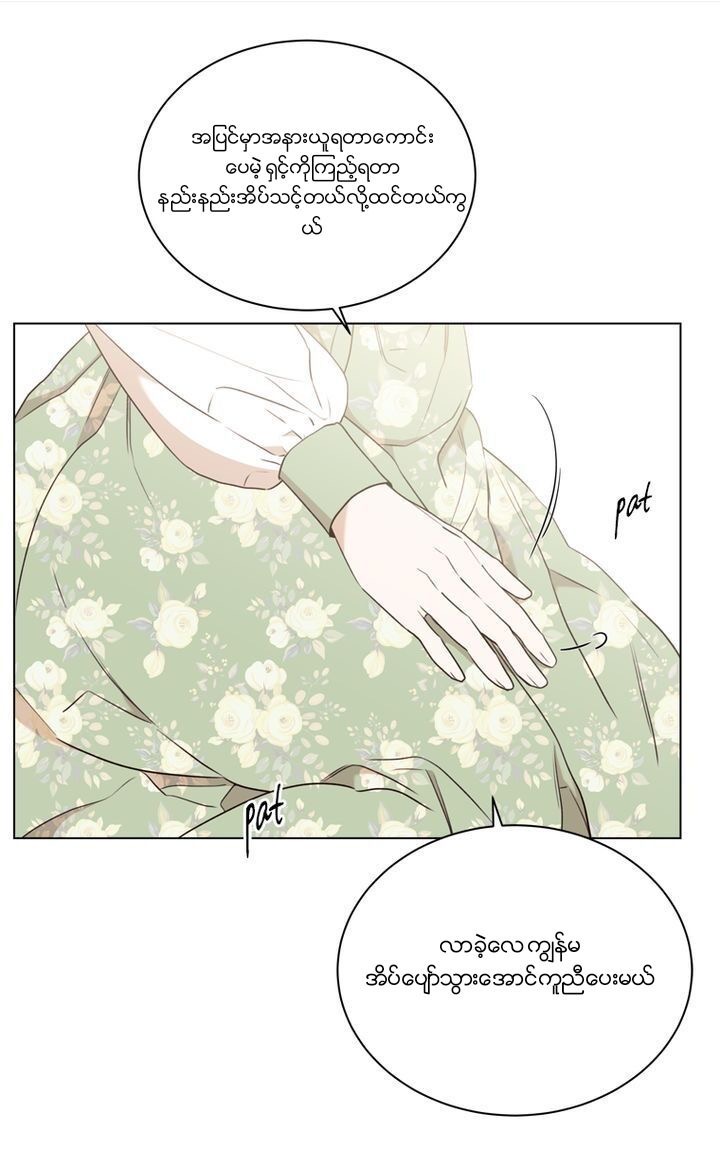 အပြင်မှာအနားယူရတာကောင်း
ပေမဲ့ ရှင့်ကိုကြည့်ရတာ
နည်းနည်းအိပ်သင့်တယ်လို့ထင်တယ်ကွ
ယ်
pat
pat
လာခဲ့လေ ကျွန်မ
အိပ်ပျော်သွားအောင်ကူညီပေးမယ်